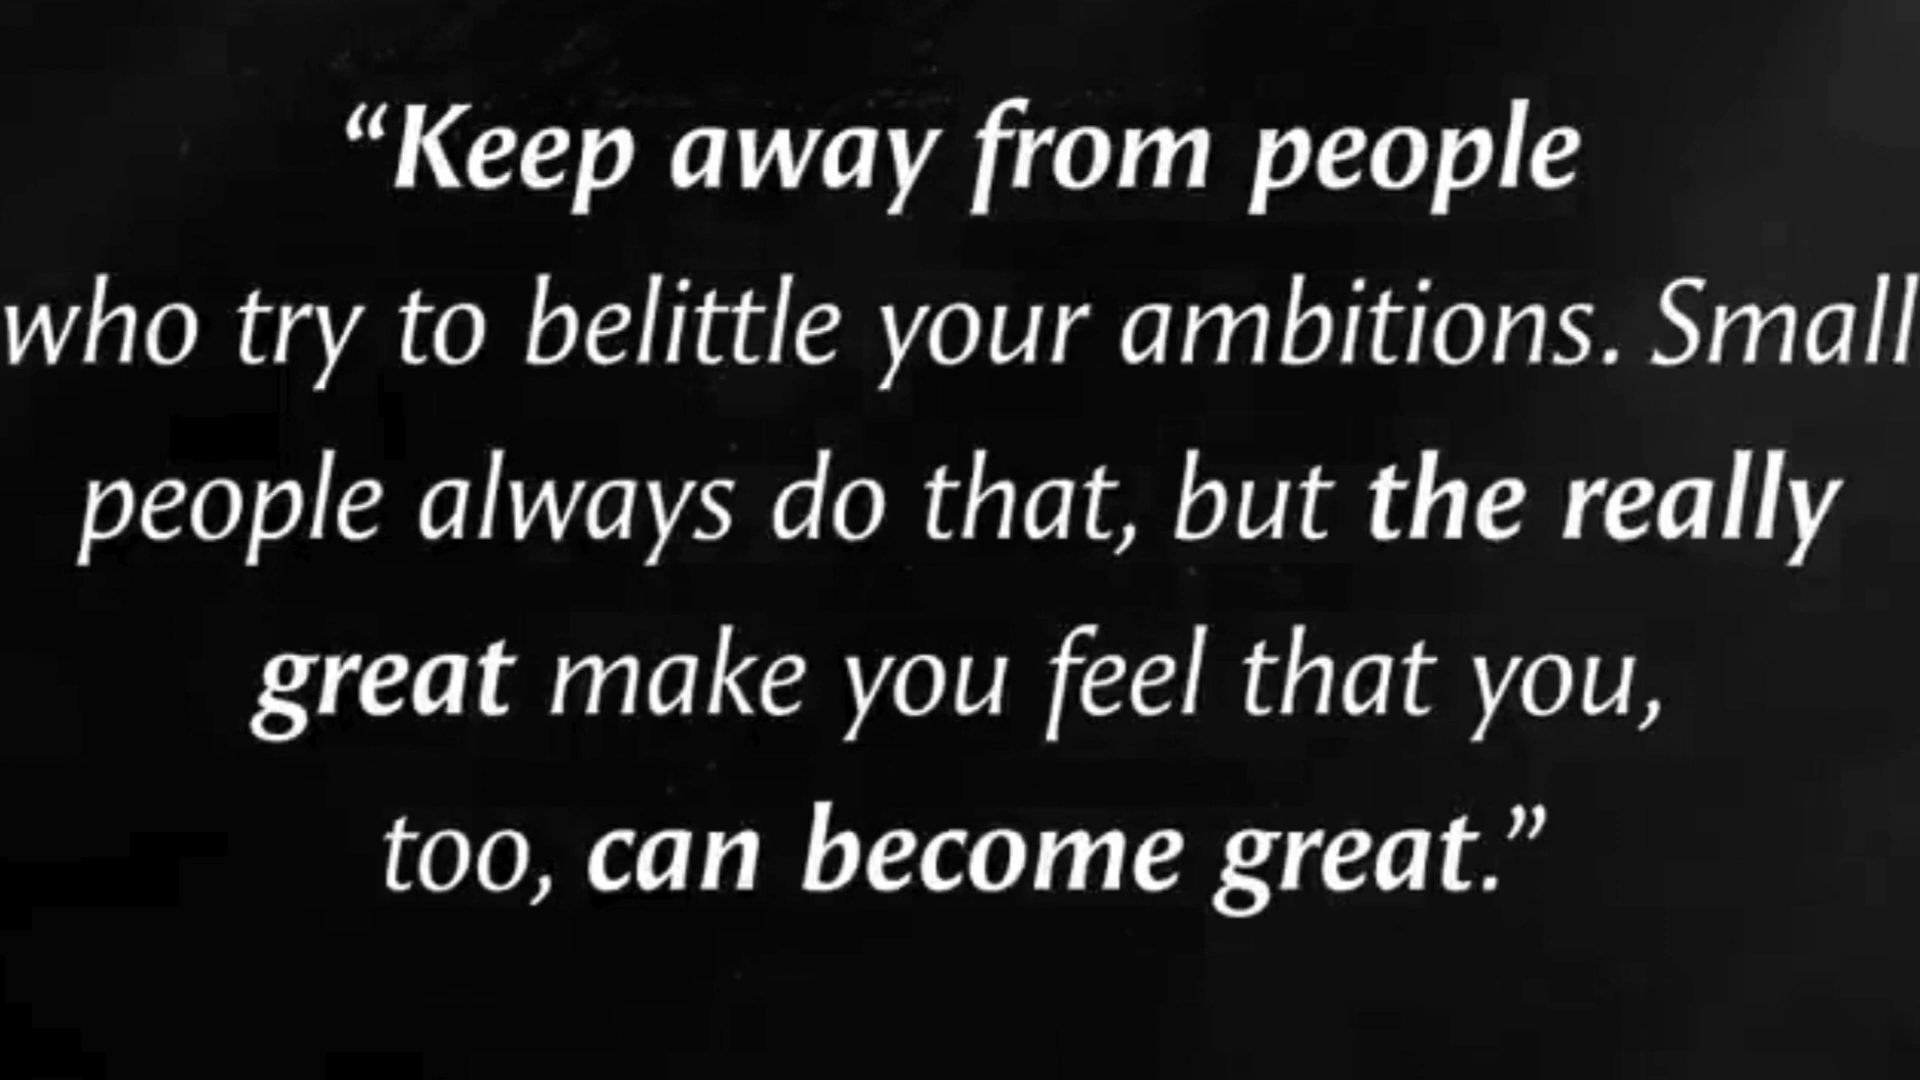 “Keep away from people
who try to belittle your ambitions. Small
people always do that, but the really
great make you feel that you,
too, can become great.”